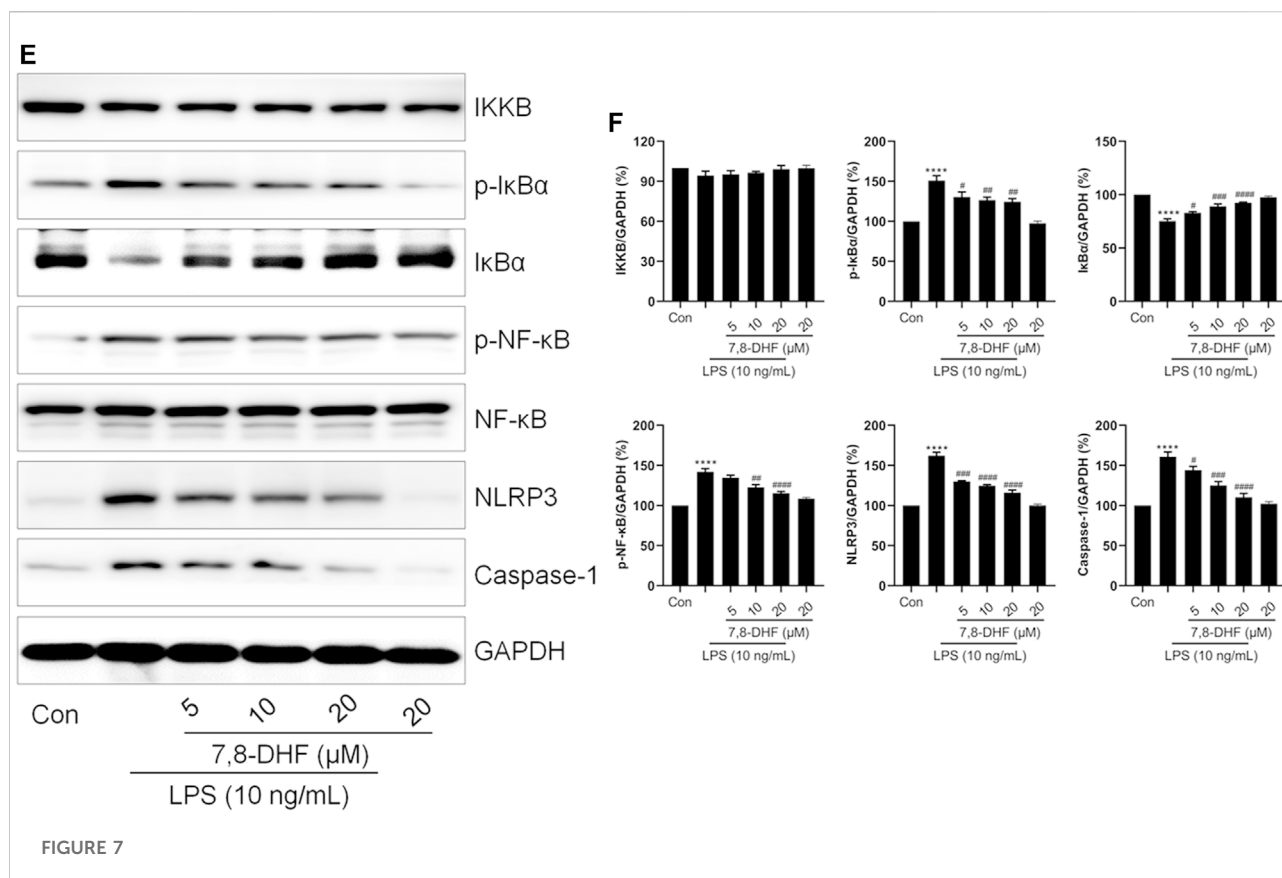 E
IKKB
p-IκBα
IκBα
p-NF-κB
NF-κB
NLRP3
Caspase-1
GAPDH
Con 5 10 20 20
7,8-DHF (μM)
LPS (10 ng/mL)
F
IKKB/GAPDH (%)
120
90
60
30
0
Con 5 10 20 20
7,8-DHF (μM)
LPS (10 ng/mL)
p-IκBα/GAPDH (%)
200
150
100
50
0
**** # ## ##
Con 5 10 20 20
7,8-DHF (μM)
LPS (10 ng/mL)
IκBα/GAPDH (%)
150
100
50
0
**** # ### ####
Con 5 10 20 20
7,8-DHF (μM)
LPS (10 ng/mL)
p-NF-κB/GAPDH (%)
200
150
100
50
0
**** ## ####
Con 5 10 20 20
7,8-DHF (μM)
LPS (10 ng/mL)
NLRP3/GAPDH (%)
200
150
100
50
0
**** ### #### ####
Con 5 10 20 20
7,8-DHF (μM)
LPS (10 ng/mL)
Caspase-1/GAPDH (%)
200
150
100
50
0
**** # ### ####
Con 5 10 20 20
7,8-DHF (μM)
LPS (10 ng/mL)
FIGURE 7